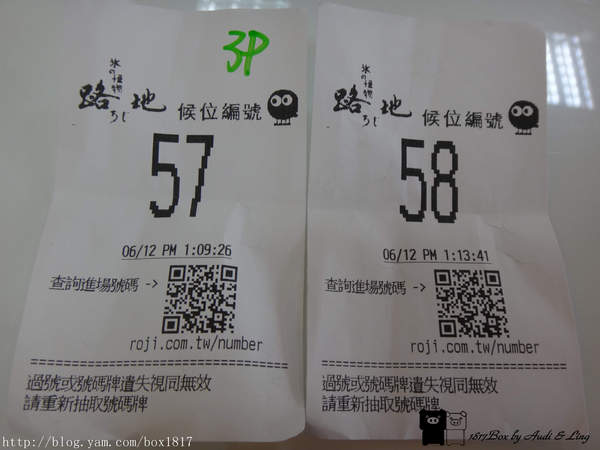 3P
氷の怪物
路地
ろじ
候位編號
57
06/12 PM 1:09:26
查詢進場號碼 ->
roji.com.tw/number
過號或號碼牌遺失視同無效
請重新抽取號碼牌
氷の怪物
路地
ろじ
候位編號
58
06/12 PM 1:13:41
查詢進場號碼 ->
roji.com.tw/number
過號或號碼牌遺失視同無效
請重新抽取號碼牌
http://blog.yam.com/box1817
1817Box by Audi & Ling